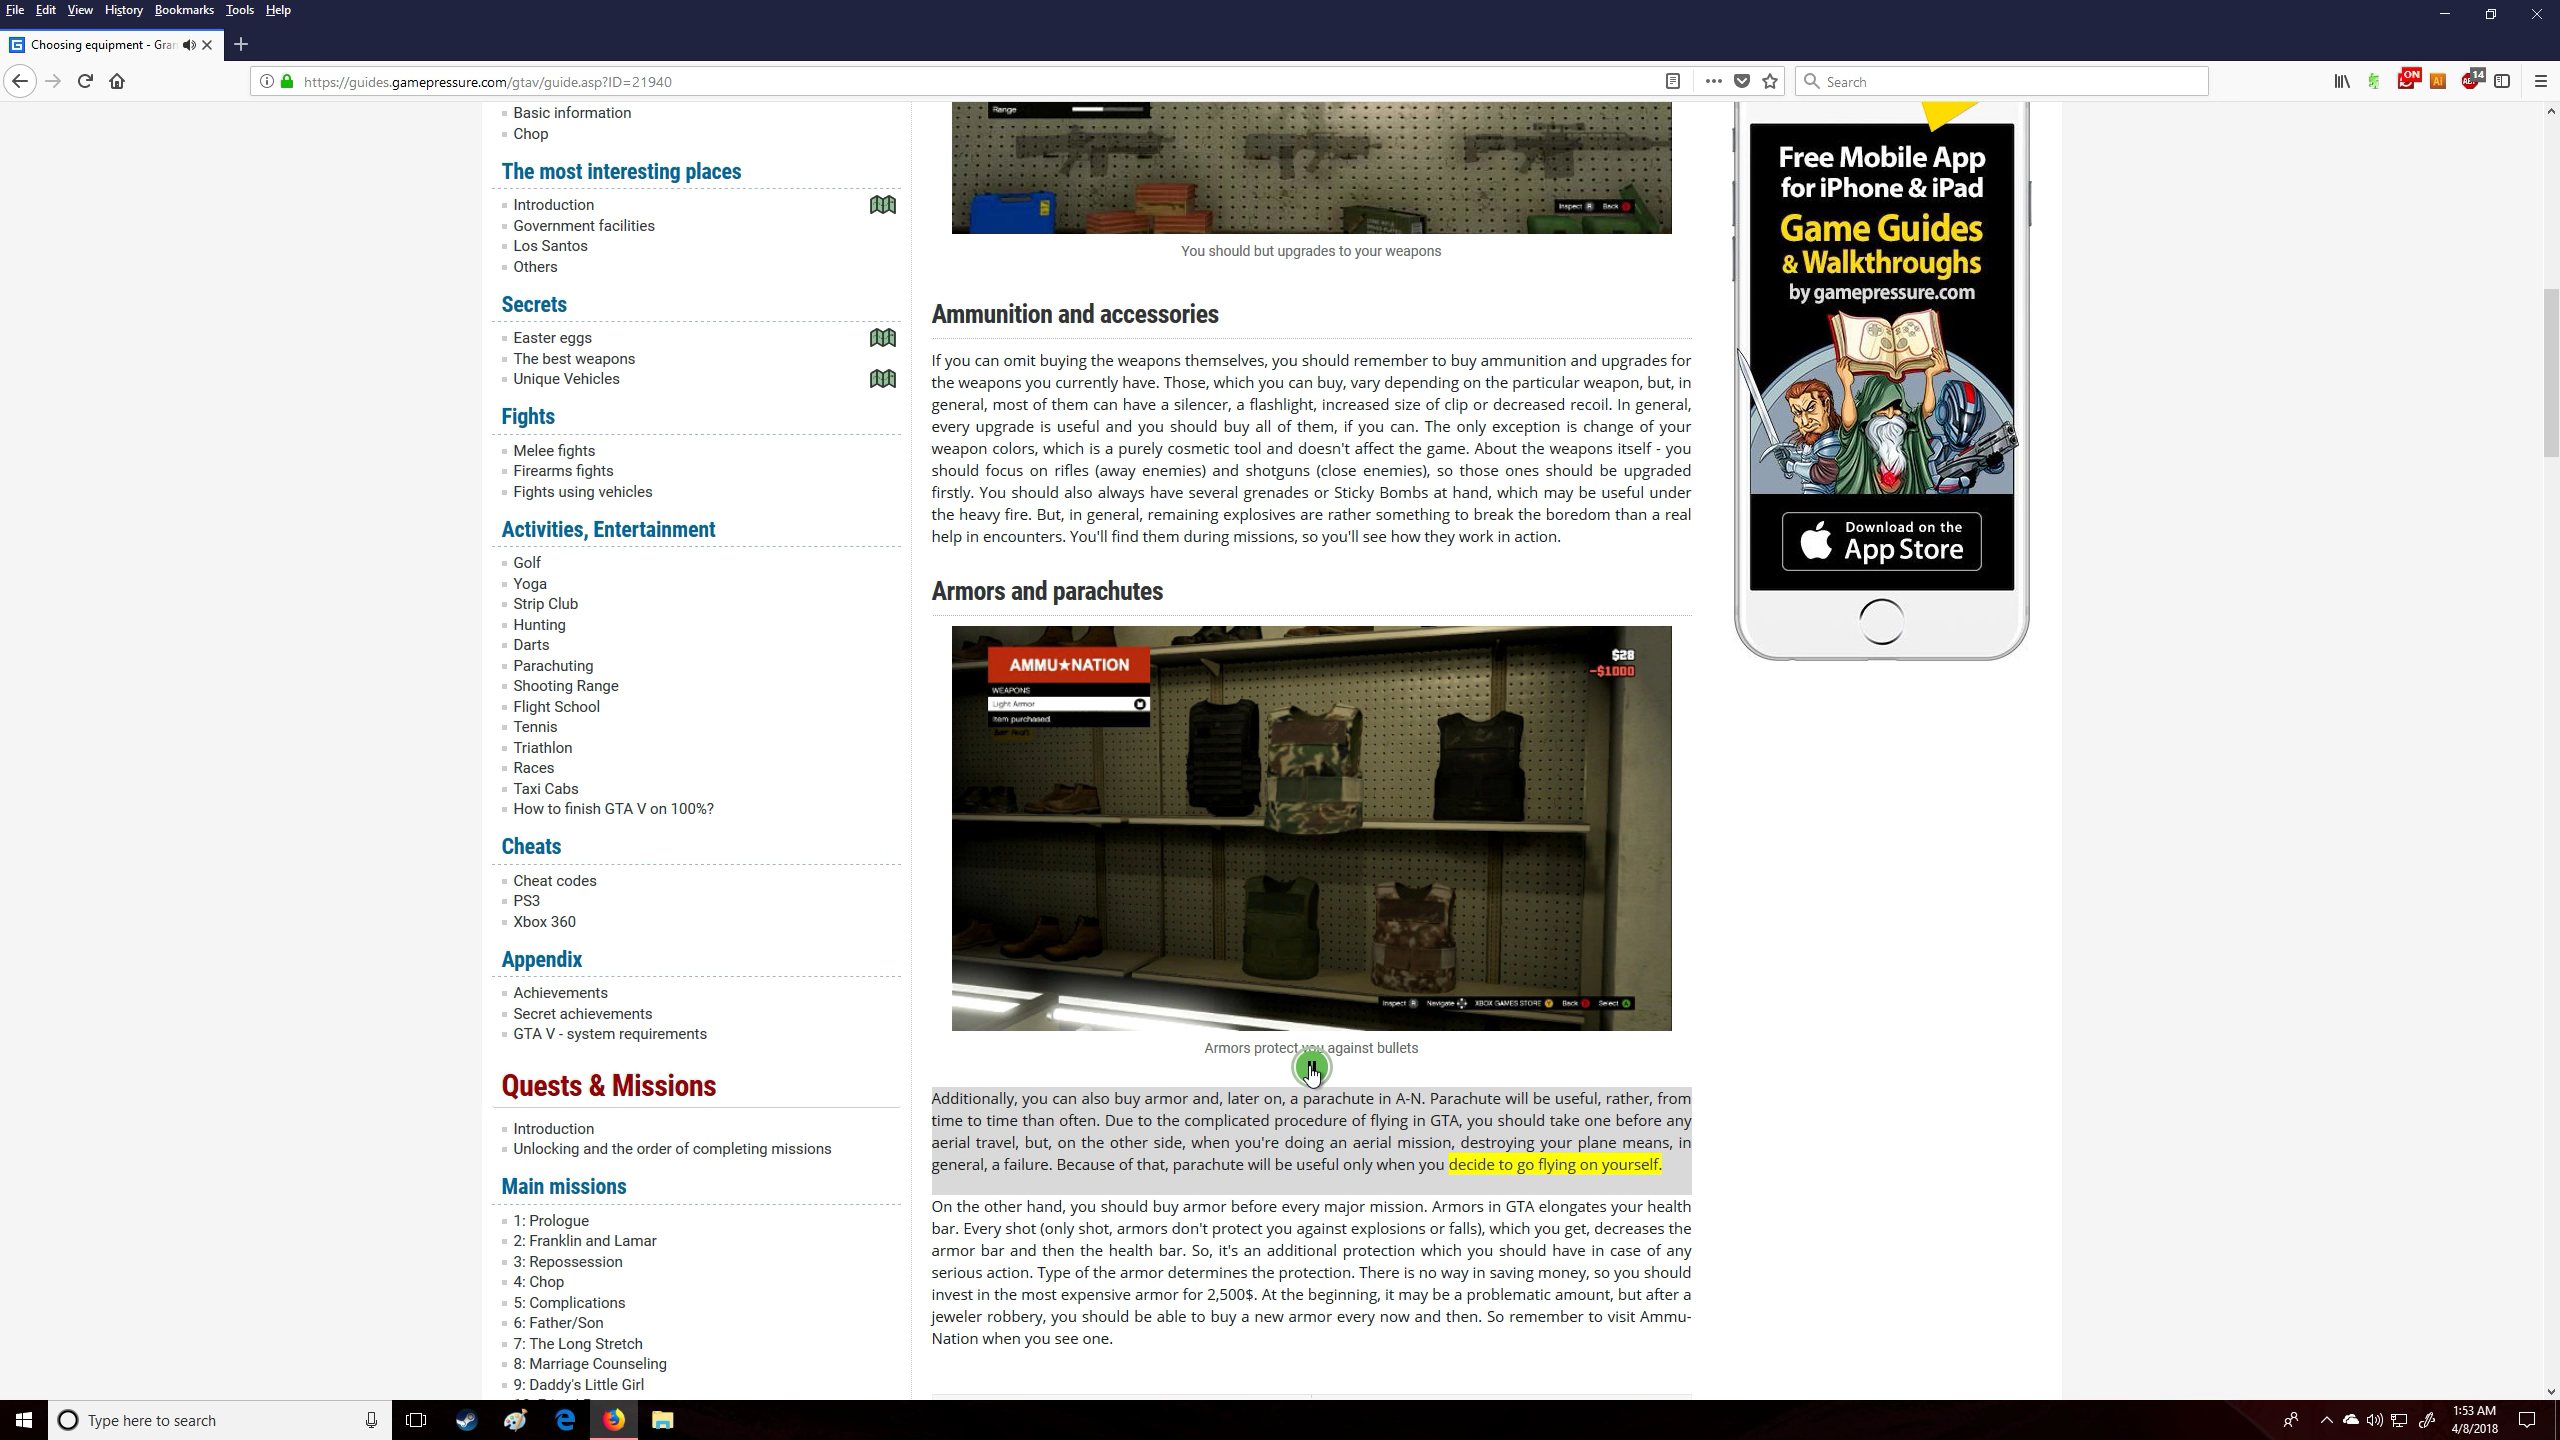 File Edit View History Bookmarks Tools Help
Choosing equipment - Gran
https://guides.gamepressure.com/gtav/guide.asp?ID=21940
Search
ON
14
Basic information
Chop
The most interesting places
Introduction
Government facilities
Los Santos
Others
Secrets
Easter eggs
The best weapons
Unique Vehicles
Fights
Melee fights
Firearms fights
Fights using vehicles
Activities, Entertainment
Golf
Yoga
Strip Club
Hunting
Darts
Parachuting
Shooting Range
Flight School
Tennis
Triathlon
Races
Taxi Cabs
How to finish GTA V on 100%?
Cheats
Cheat codes
PS3
Xbox 360
Appendix
Achievements
Secret achievements
GTA V - system requirements
Quests & Missions
Introduction
Unlocking and the order of completing missions
Main missions
1: Prologue
2: Franklin and Lamar
3: Repossession
4: Chop
5: Complications
6: Father/Son
7: The Long Stretch
8: Marriage Counseling
9: Daddy's Little Girl
Range
Inspect Back
You should but upgrades to your weapons
Ammunition and accessories
If you can omit buying the weapons themselves, you should remember to buy ammunition and upgrades for
the weapons you currently have. Those, which you can buy, vary depending on the particular weapon, but, in
general, most of them can have a silencer, a flashlight, increased size of clip or decreased recoil. In general,
every upgrade is useful and you should buy all of them, if you can. The only exception is change of your
weapon colors, which is a purely cosmetic tool and doesn't affect the game. About the weapons itself - you
should focus on rifles (away enemies) and shotguns (close enemies), so those ones should be upgraded
firstly. You should also always have several grenades or Sticky Bombs at hand, which may be useful under
the heavy fire. But, in general, remaining explosives are rather something to break the boredom than a real
help in encounters. You'll find them during missions, so you'll see how they work in action.
Armors and parachutes
AMMU★NATION
WEAPONS
Light Armor
Item purchased
$28
-$1000
Inspect Navigate XBOX GAMES STORE Back Select
Armors protect you against bullets
Additionally, you can also buy armor and, later on, a parachute in A-N. Parachute will be useful, rather, from
time to time than often. Due to the complicated procedure of flying in GTA, you should take one before any
aerial travel, but, on the other side, when you're doing an aerial mission, destroying your plane means, in
general, a failure. Because of that, parachute will be useful only when you decide to go flying on yourself.
On the other hand, you should buy armor before every major mission. Armors in GTA elongates your health
bar. Every shot (only shot, armors don't protect you against explosions or falls), which you get, decreases the
armor bar and then the health bar. So, it's an additional protection which you should have in case of any
serious action. Type of the armor determines the protection. There is no way in saving money, so you should
invest in the most expensive armor for 2,500$. At the beginning, it may be a problematic amount, but after a
jeweler robbery, you should be able to buy a new armor every now and then. So remember to visit Ammu-
Nation when you see one.
Free Mobile App
for iPhone & iPad
Game Guides
& Walkthroughs
by gamepressure.com
Download on the
App Store
Type here to search
1:53 AM
4/8/2018